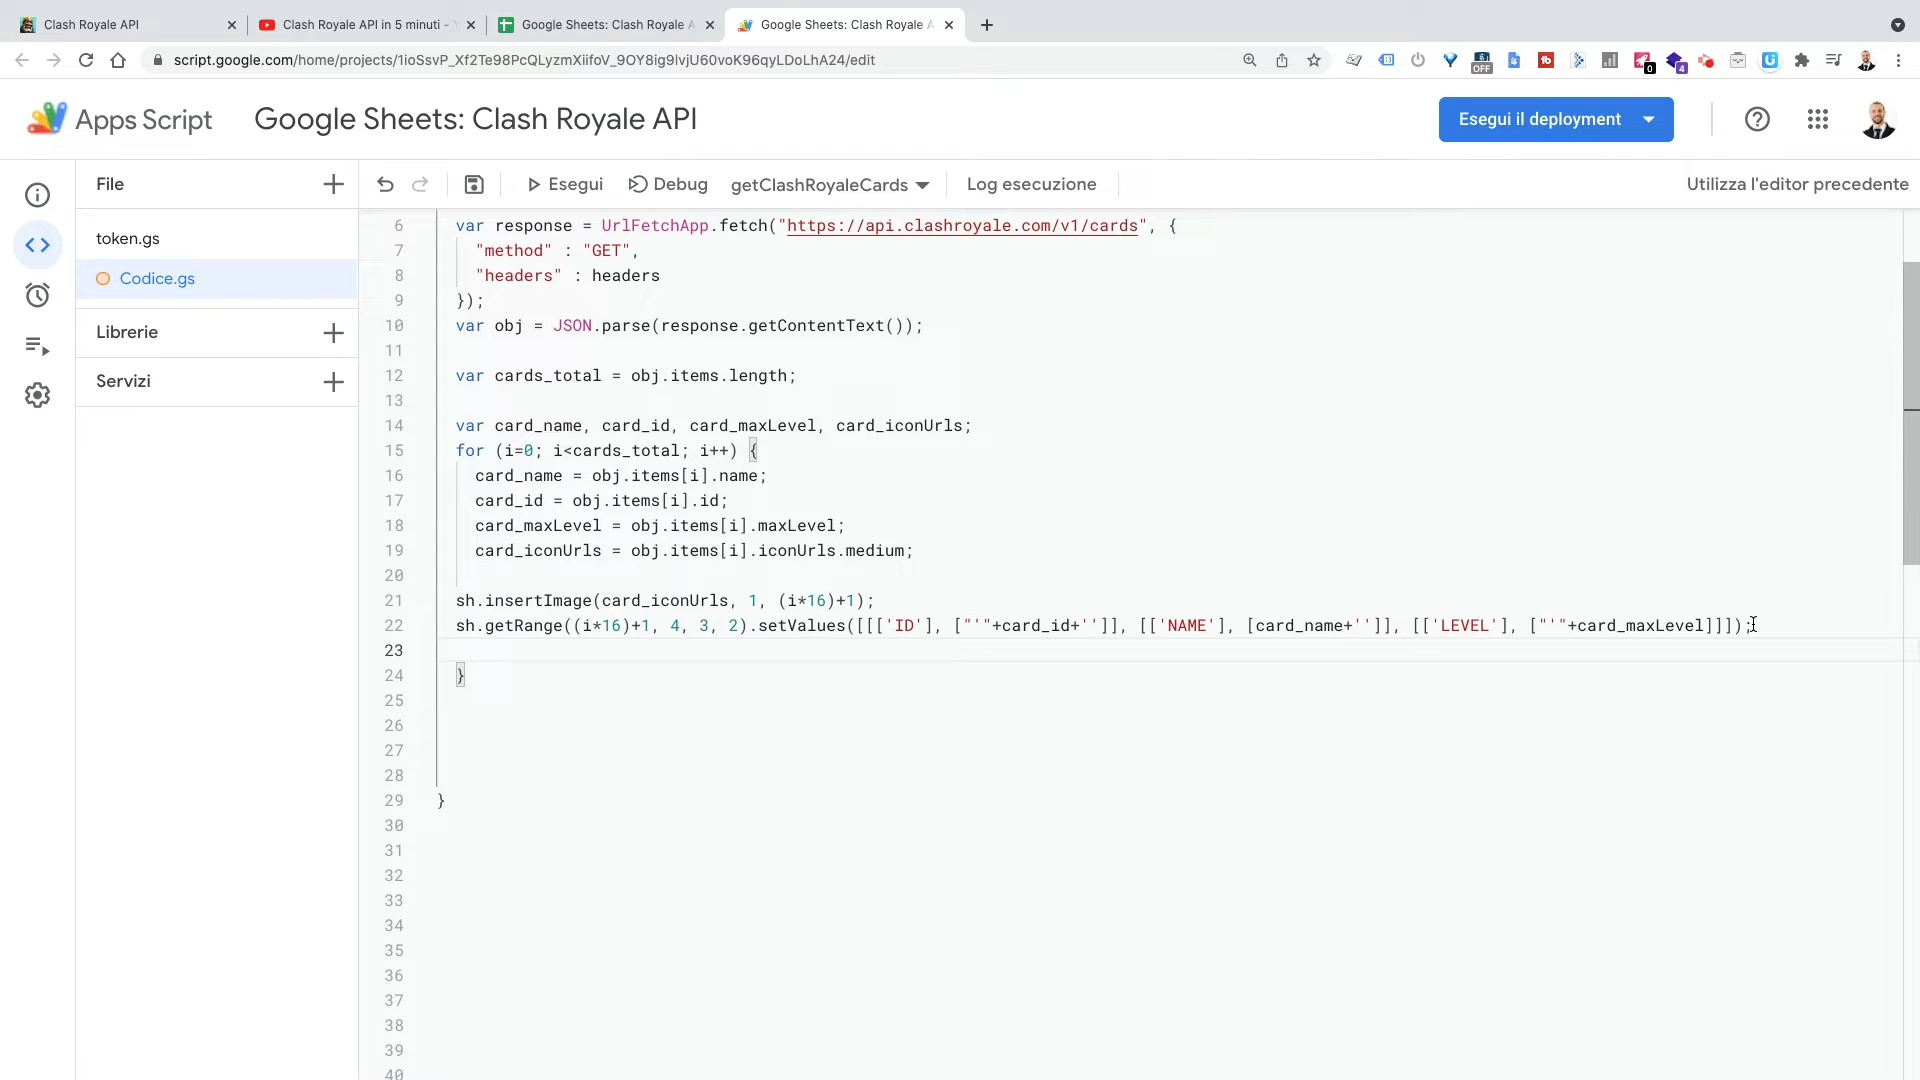 Clash Royale API
Clash Royale API in 5 minuti -
Google Sheets: Clash Royale A
Google Sheets: Clash Royale A
script.google.com/home/projects/1ioSsvP_Xf2Te98PcQLyzmXiifoV_9OY8ig9lvjU60voK96qyLDoLhA24/edit
OFF
0
4
Apps Script
Google Sheets: Clash Royale API
Esegui il deployment
File
Esegui
Debug
getClashRoyaleCards
Log esecuzione
Utilizza l'editor precedente
token.gs
Codice.gs
Librerie
Servizi
6 var response = UrlFetchApp.fetch("https://api.clashroyale.com/v1/cards", {
7 "method" : "GET",
8 "headers" : headers
9 });
10 var obj = JSON.parse(response.getContentText());
11
12 var cards_total = obj.items.length;
13
14 var card_name, card_id, card_maxLevel, card_iconUrls;
15 for (i=0; i<cards_total; i++) {
16 card_name = obj.items[i].name;
17 card_id = obj.items[i].id;
18 card_maxLevel = obj.items[i].maxLevel;
19 card_iconUrls = obj.items[i].iconUrls.medium;
20
21 sh.insertImage(card_iconUrls, 1, (i*16)+1);
22 sh.getRange((i*16)+1, 4, 3, 2).setValues([[['ID'], ["'"+card_id+'']], [['NAME'], [card_name+'']], [['LEVEL'], ["'"+card_maxLevel]]]);
23
24 }
25
26
27
28
29 }
30
31
32
33
34
35
36
37
38
39
40